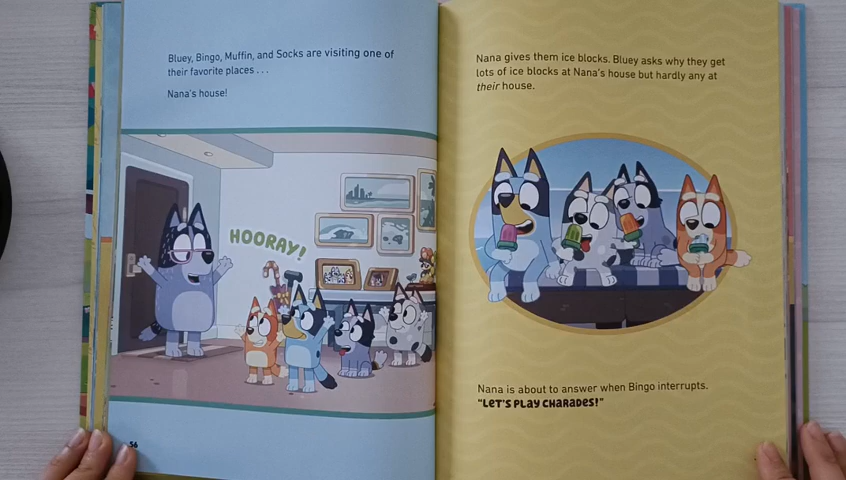 Bluey, Bingo, Muffin, and Socks are visiting one of
their favorite places . . .
Nana's house!
HOORAY!
56
Nana gives them ice blocks. Bluey asks why they get
lots of ice blocks at Nana's house but hardly any at
their house.
Nana is about to answer when Bingo interrupts.
"LET'S PLAY CHARADES!"